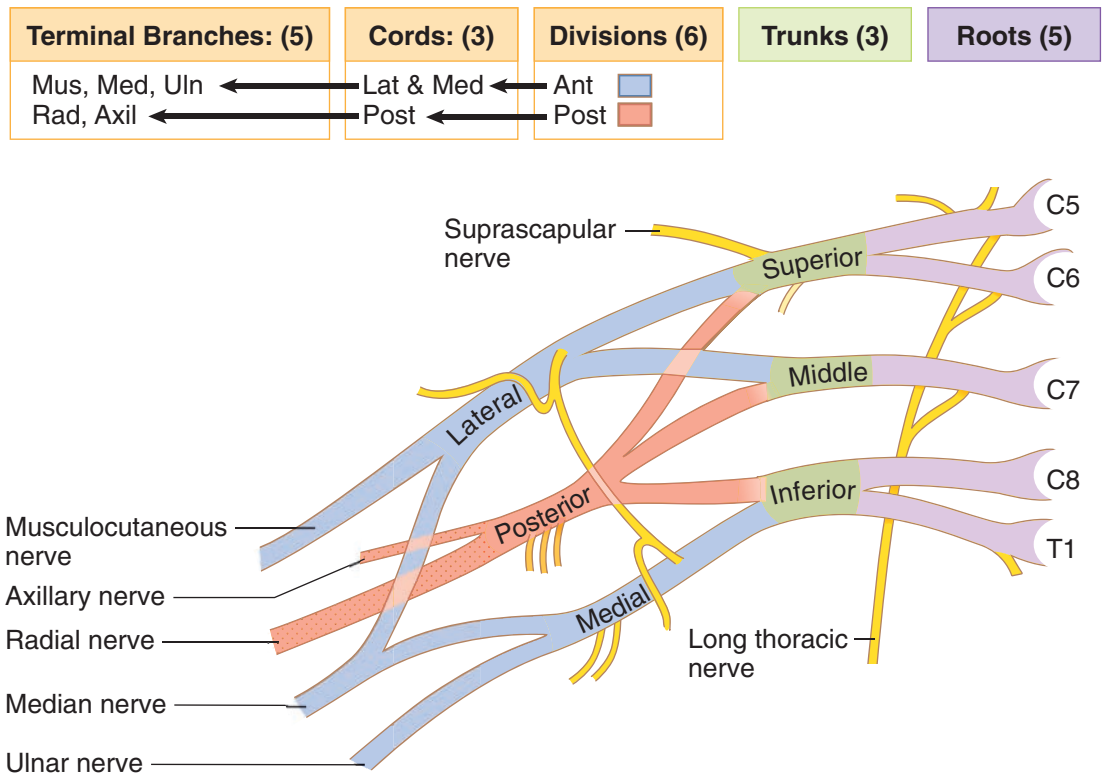 Terminal Branches: (5)
Cords: (3)
Divisions (6)
Trunks (3)
Roots (5)
Mus, Med, Uln
Lat & Med
Ant
Rad, Axil
Post
Post
Suprascapular
nerve
Superior
Middle
Inferior
C5
C6
C7
C8
T1
Lateral
Posterior
Medial
Musculocutaneous
nerve
Axillary nerve
Radial nerve
Median nerve
Ulnar nerve
Long thoracic
nerve